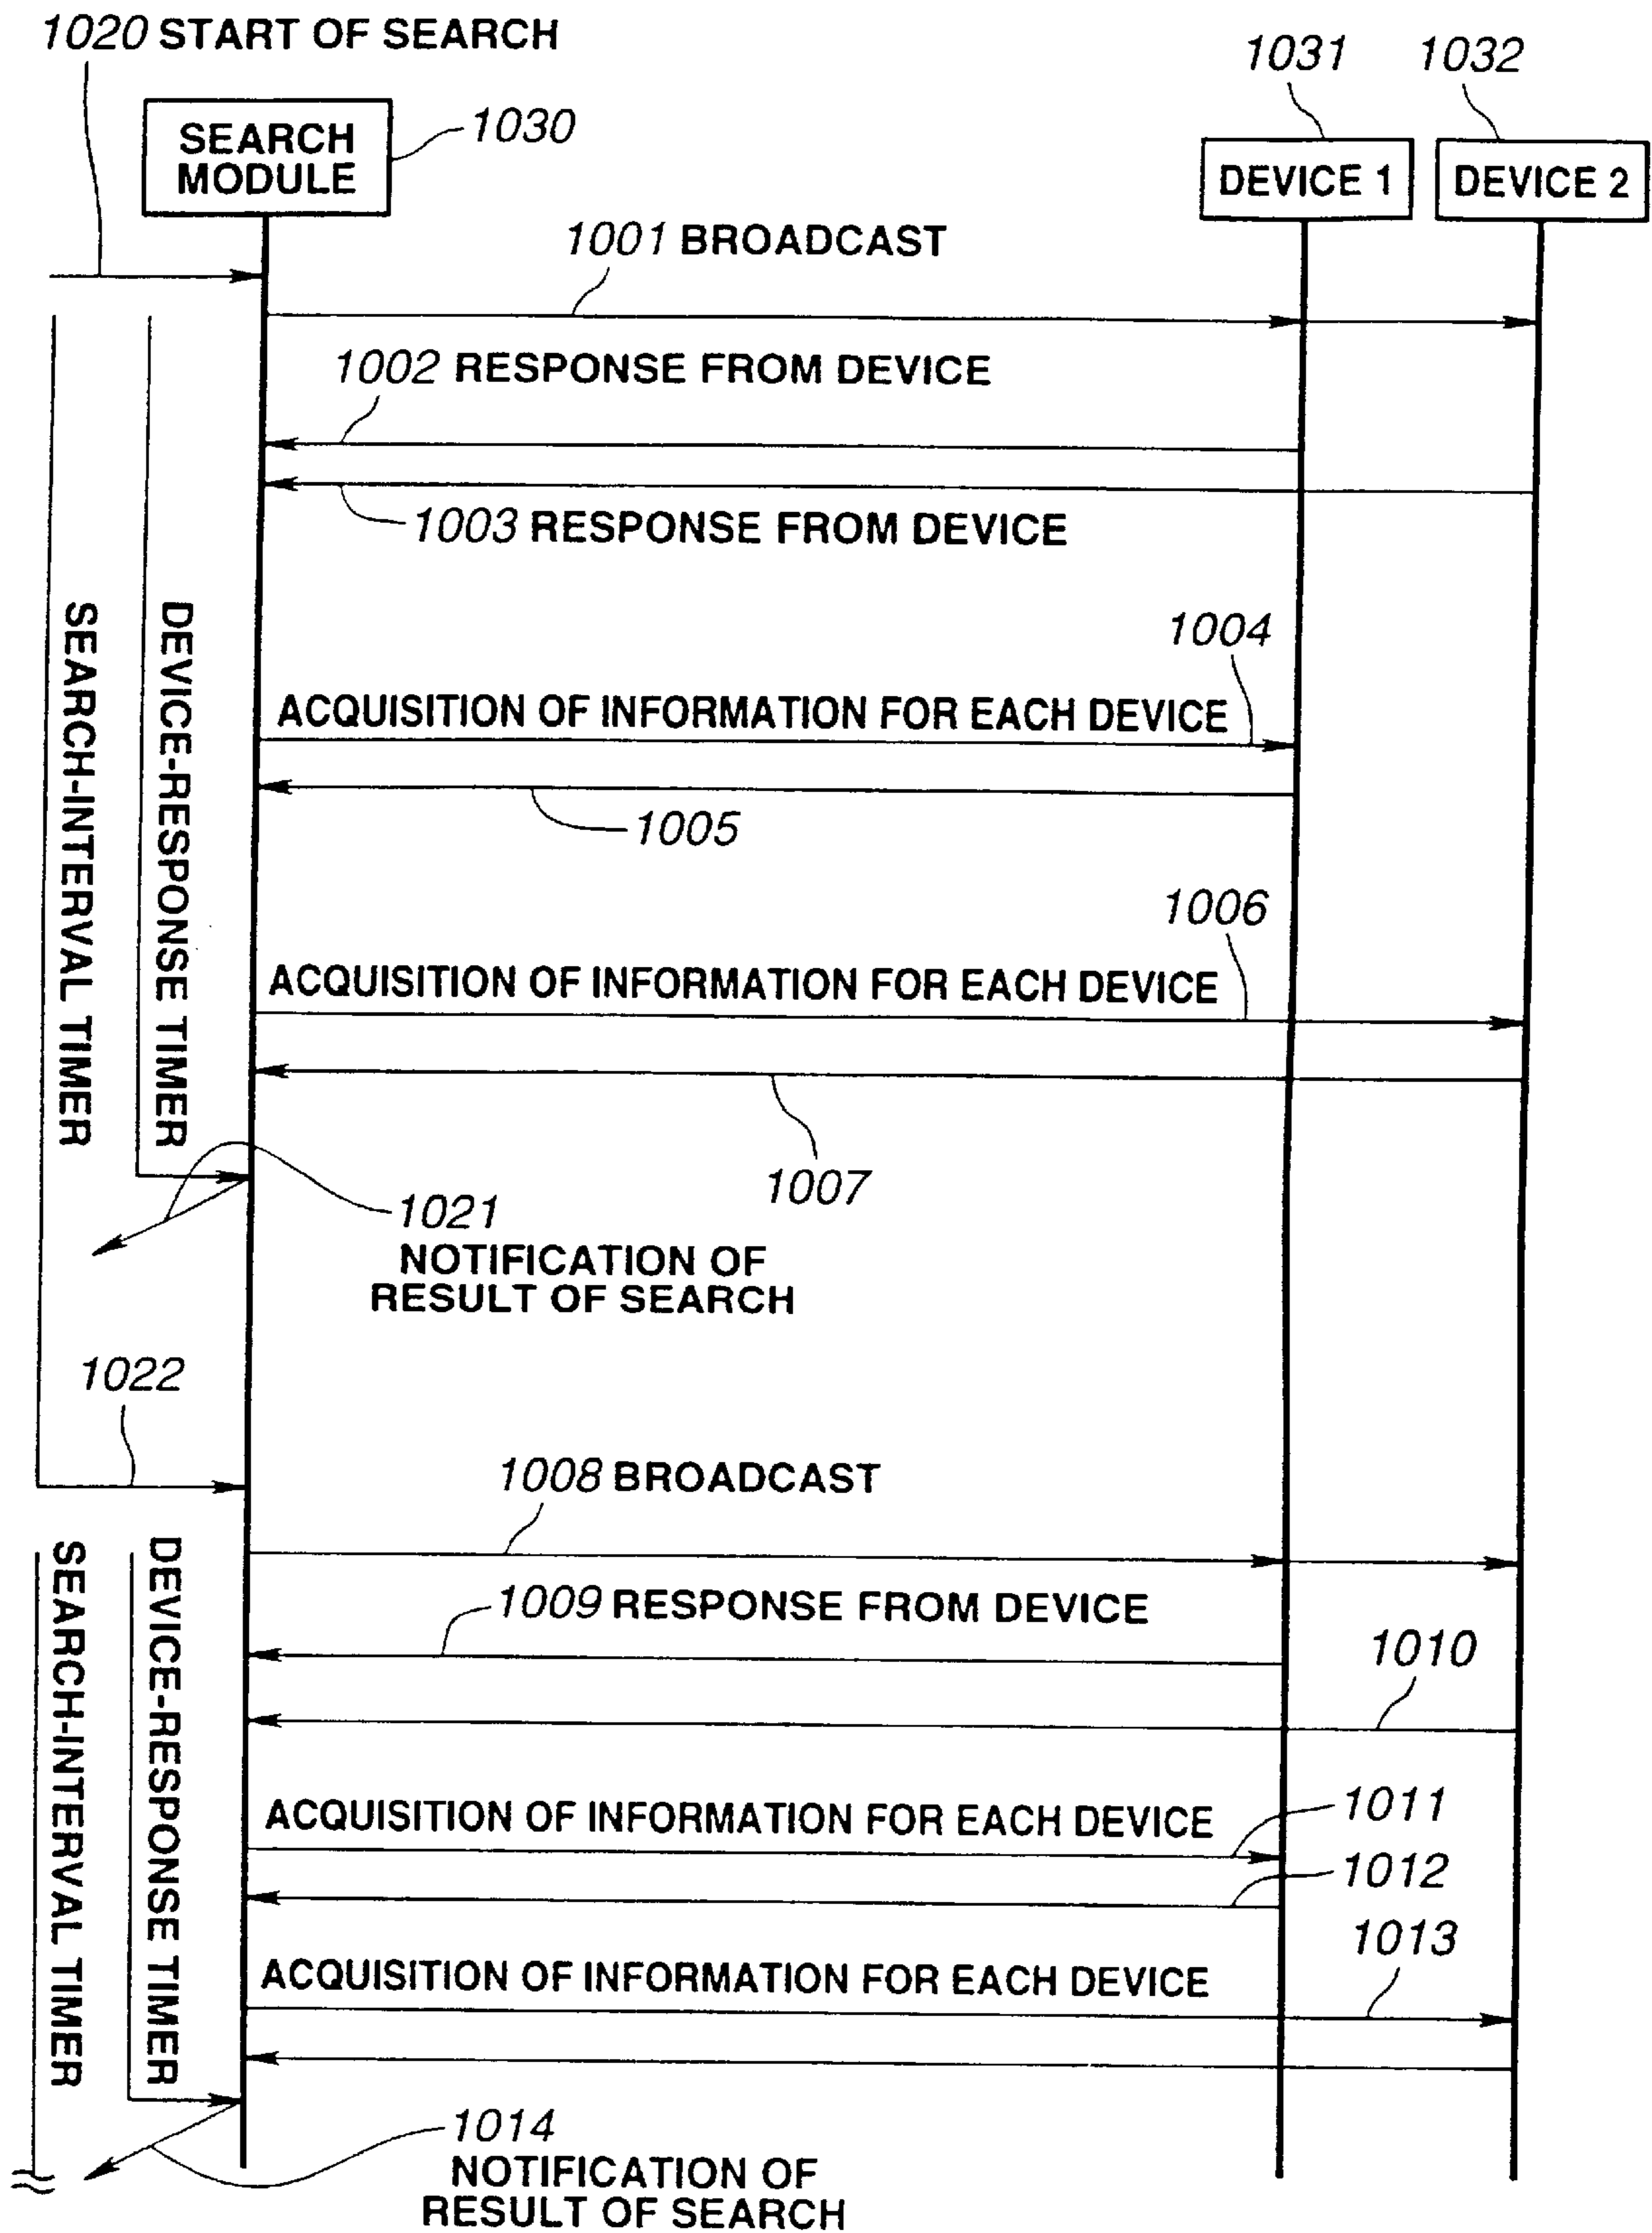 1020 START OF SEARCH
1031
1032
SEARCH
MODULE
1030
DEVICE 1
DEVICE 2
1001 BROADCAST
1002 RESPONSE FROM DEVICE
1003 RESPONSE FROM DEVICE
SEARCH-INTERVAL TIMER
DEVICE-RESPONSE TIMER
1004
ACQUISITION OF INFORMATION FOR EACH DEVICE
1005
1006
ACQUISITION OF INFORMATION FOR EACH DEVICE
1007
1021
NOTIFICATION OF
RESULT OF SEARCH
1022
1008 BROADCAST
SEARCH-INTERVAL TIMER
DEVICE-RESPONSE TIMER
1009 RESPONSE FROM DEVICE
1010
ACQUISITION OF INFORMATION FOR EACH DEVICE
1011
1012
1013
ACQUISITION OF INFORMATION FOR EACH DEVICE
1014
NOTIFICATION OF
RESULT OF SEARCH